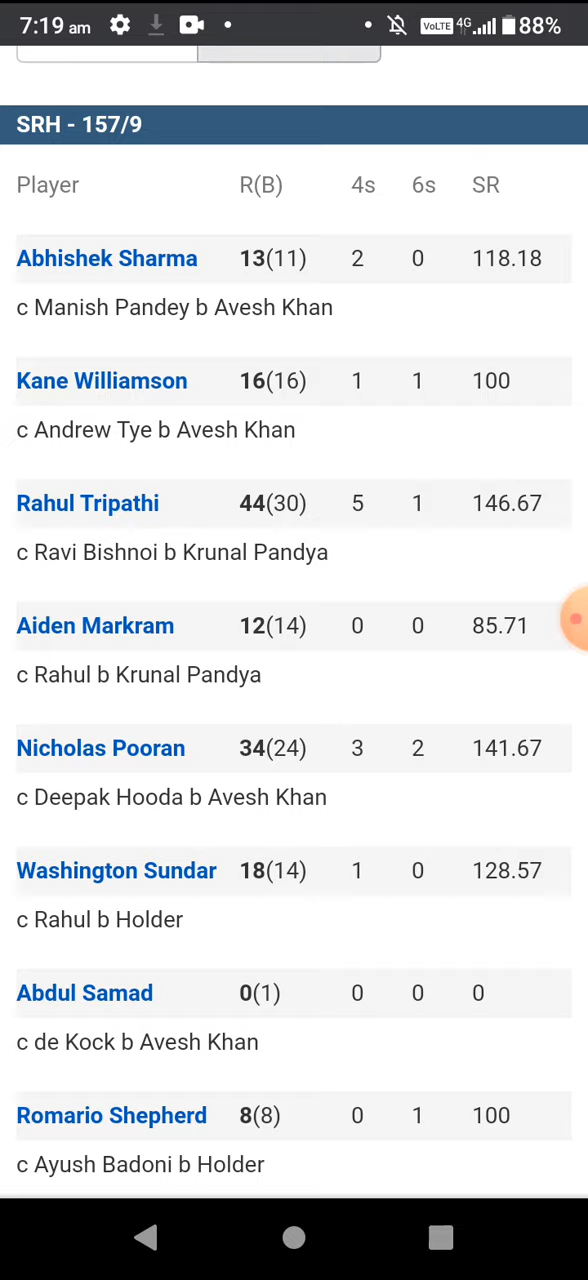 7:19 am VoLTE 4G 88%
SRH - 157/9
Player R(B) 4s 6s SR
Abhishek Sharma 13(11) 2 0 118.18
c Manish Pandey b Avesh Khan
Kane Williamson 16(16) 1 1 100
c Andrew Tye b Avesh Khan
Rahul Tripathi 44(30) 5 1 146.67
c Ravi Bishnoi b Krunal Pandya
Aiden Markram 12(14) 0 0 85.71
c Rahul b Krunal Pandya
Nicholas Pooran 34(24) 3 2 141.67
c Deepak Hooda b Avesh Khan
Washington Sundar 18(14) 1 0 128.57
c Rahul b Holder
Abdul Samad 0(1) 0 0 0
c de Kock b Avesh Khan
Romario Shepherd 8(8) 0 1 100
c Ayush Badoni b Holder